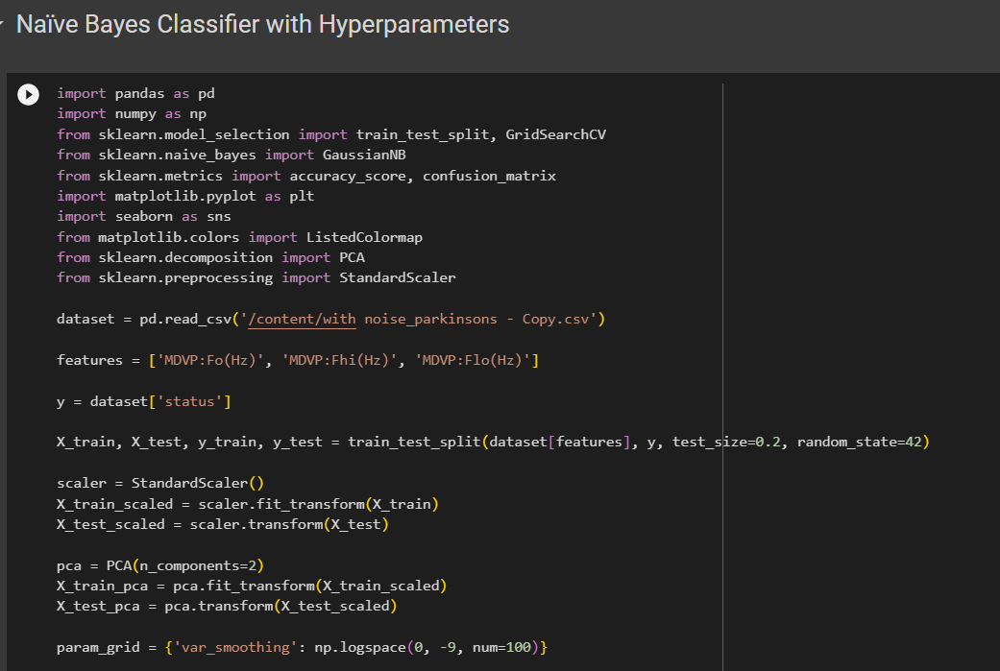 Naïve Bayes Classifier with Hyperparameters
import pandas as pd
import numpy as np
from sklearn.model_selection import train_test_split, GridSearchCV
from sklearn.naive_bayes import GaussianNB
from sklearn.metrics import accuracy_score, confusion_matrix
import matplotlib.pyplot as plt
import seaborn as sns
from matplotlib.colors import ListedColormap
from sklearn.decomposition import PCA
from sklearn.preprocessing import StandardScaler
dataset = pd.read_csv('/content/with noise_parkinsons - Copy.csv')
features = ['MDVP:Fo(Hz)', 'MDVP:Fhi(Hz)', 'MDVP:Flo(Hz)']
y = dataset['status']
X_train, X_test, y_train, y_test = train_test_split(dataset[features], y, test_size=0.2, random_state=42)
scaler = StandardScaler()
X_train_scaled = scaler.fit_transform(X_train)
X_test_scaled = scaler.transform(X_test)
pca = PCA(n_components=2)
X_train_pca = pca.fit_transform(X_train_scaled)
X_test_pca = pca.transform(X_test_scaled)
param_grid = {'var_smoothing': np.logspace(0, -9, num=100)}